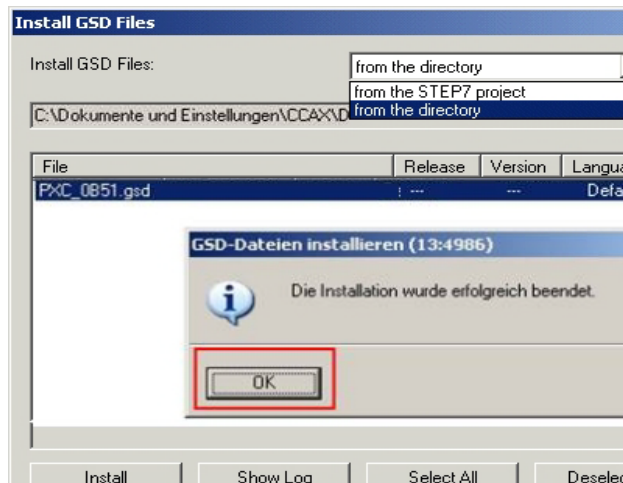 Install GSD Files
Install GSD Files:
from the directory
from the STEP7 project
from the directory
C:\Dokumente und Einstellungen\CCAX\D
File Release Version Langua
PXC_0B51.gsd : --- --- Defa
GSD-Dateien installieren (13:4986)
Die Installation wurde erfolgreich beendet.
OK
Install Show Log Select All Deselec